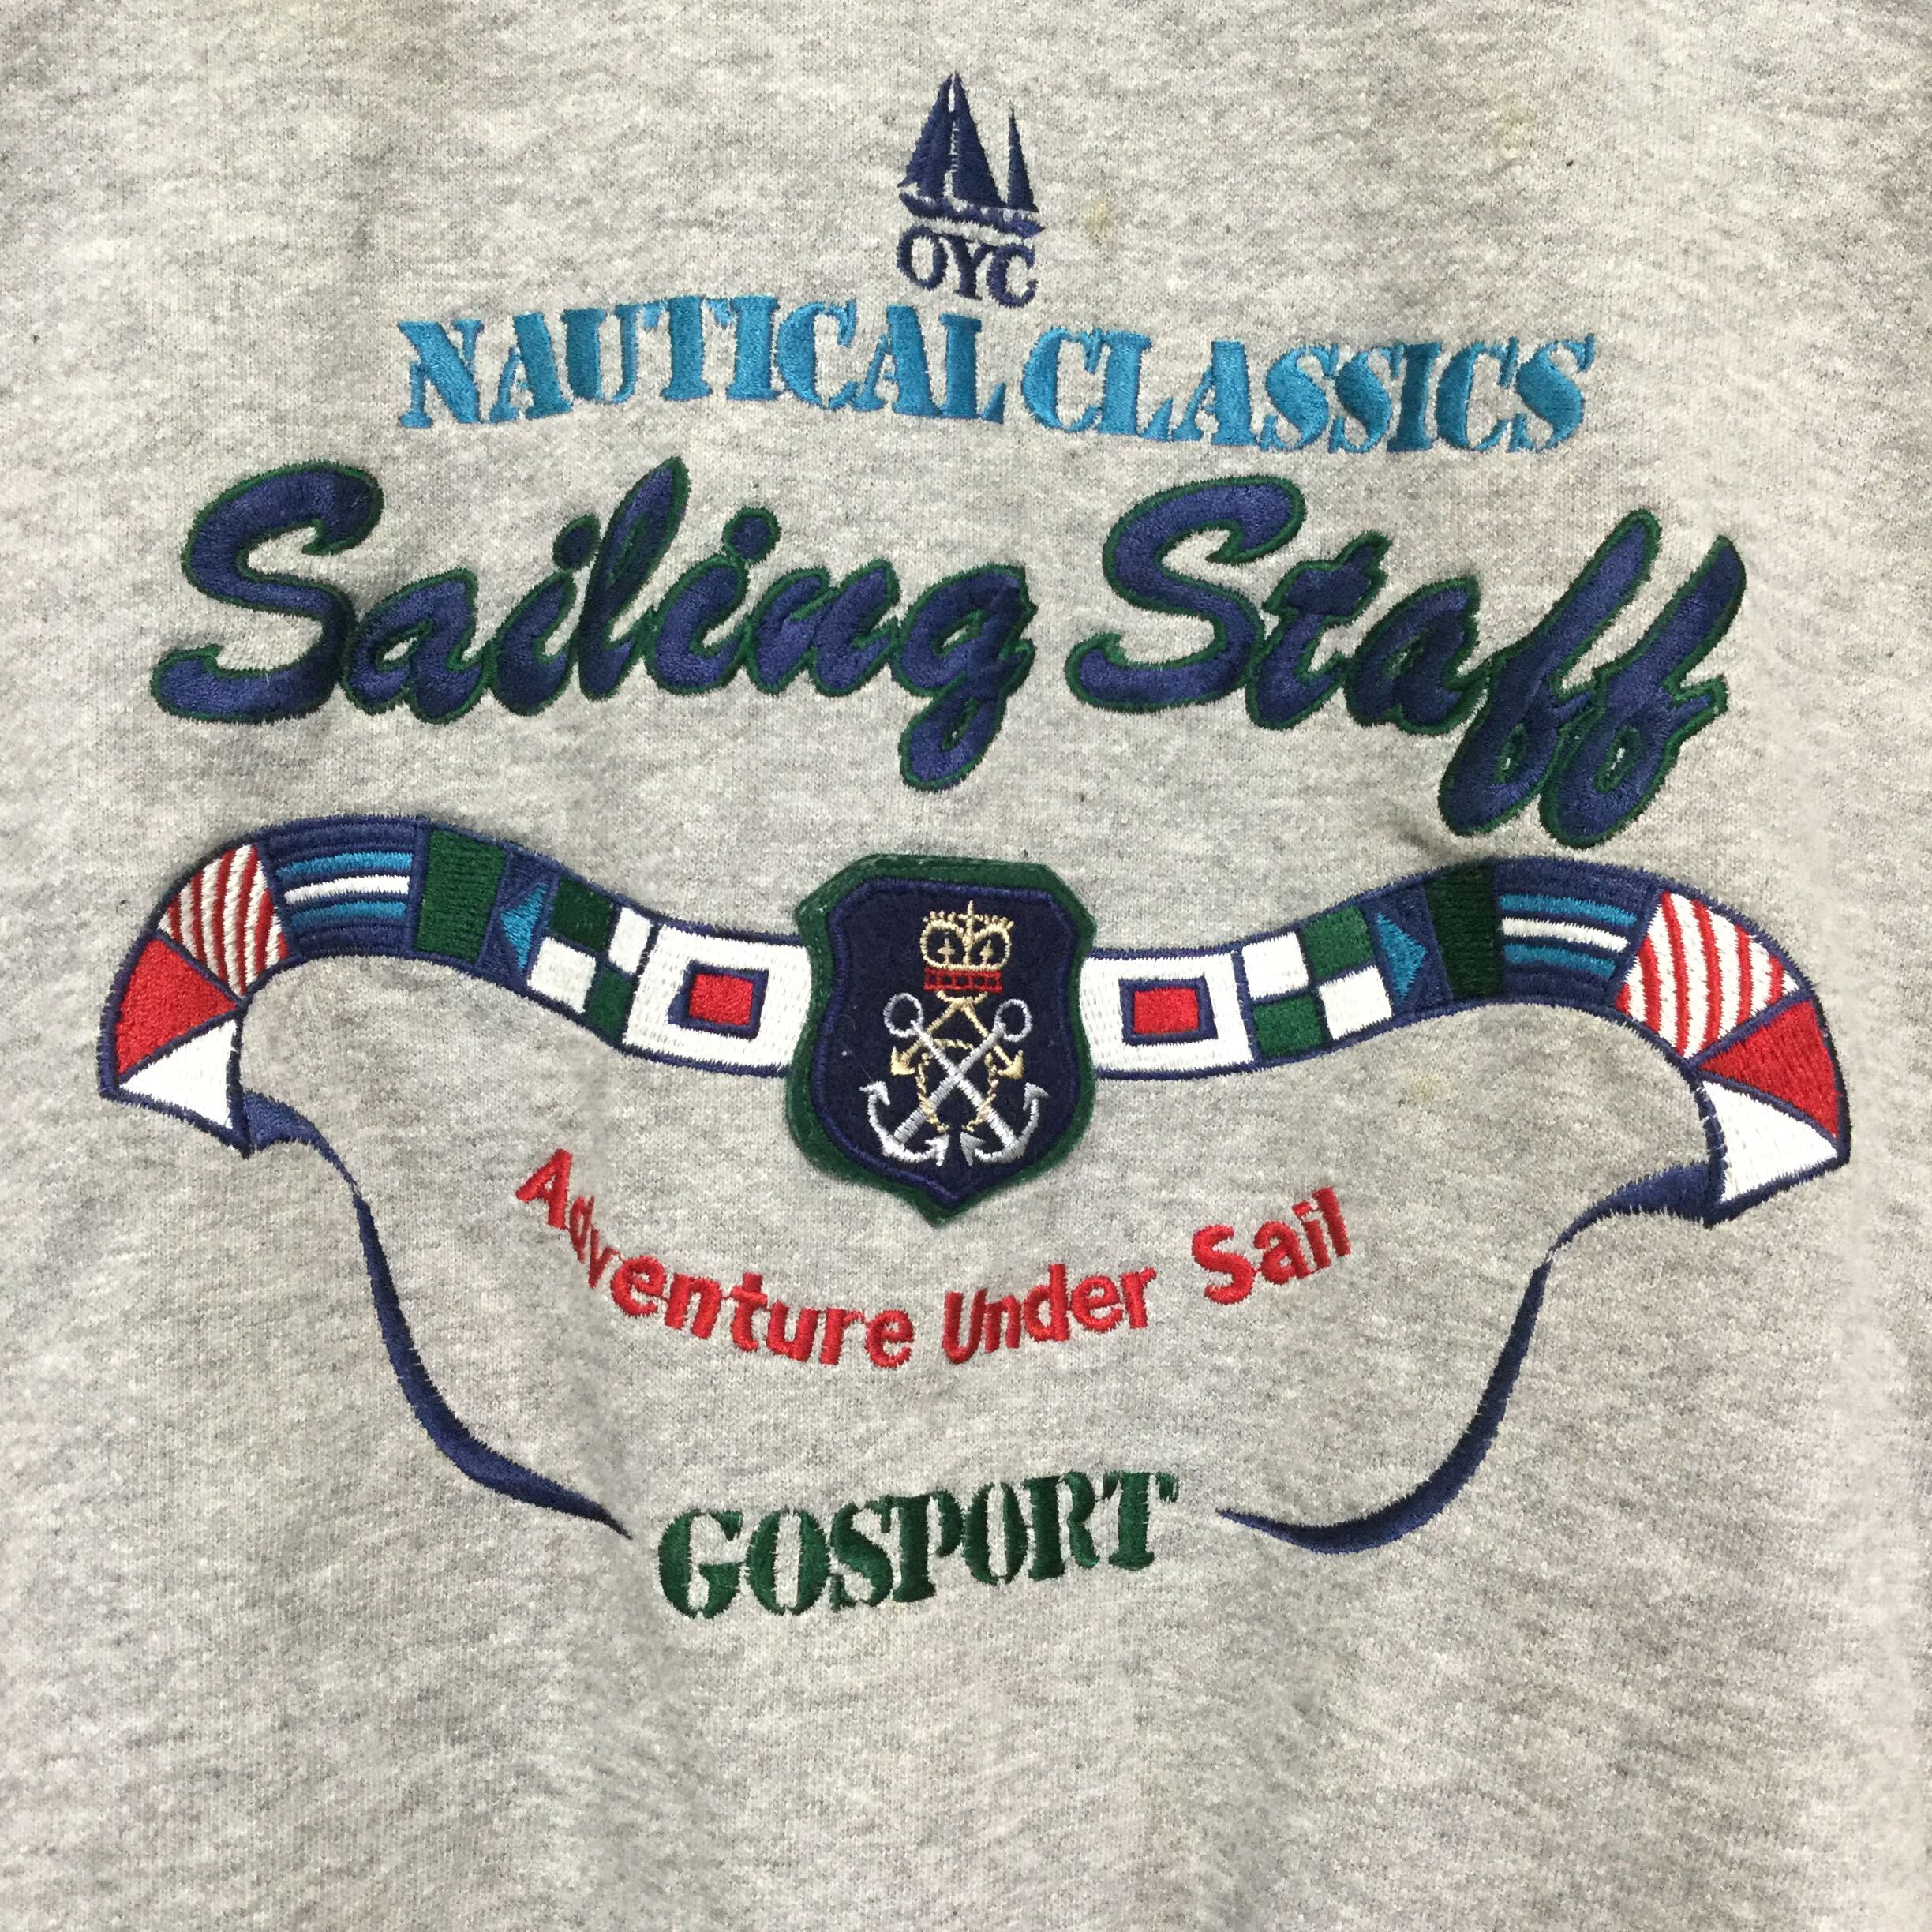 OYC
NAUTICAL CLASSICS
Sailing Staff
Adventure Under Sail
GOSPORT